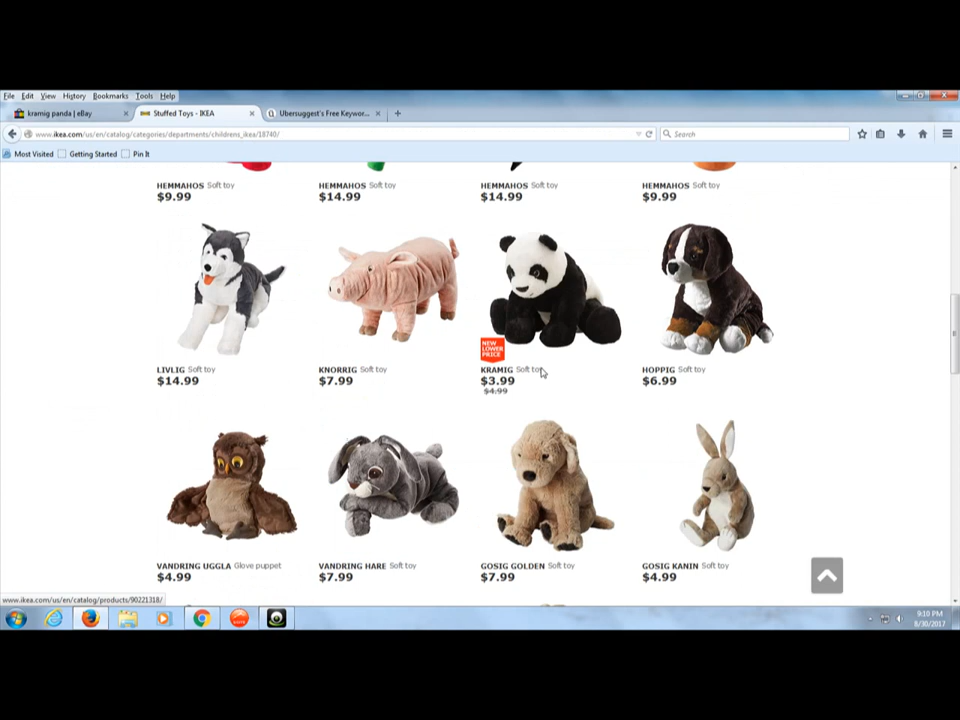 File Edit View History Bookmarks Tools Help
kramig panda | eBay × Stuffed Toys - IKEA × Ubersuggest's Free Keywor... × +
www.ikea.com/us/en/catalog/categories/departments/childrens_ikea/18740/ Search
Most Visited Getting Started Pin It
HEMMAHOS Soft toy HEMMAHOS Soft toy HEMMAHOS Soft toy HEMMAHOS Soft toy
$9.99 $14.99 $14.99 $9.99
NEW
LOWER
PRICE
LIVLIG Soft toy KNORRIG Soft toy KRAMIG Soft toy HOPPIG Soft toy
$14.99 $7.99 $3.99 $6.99
$4.99
VANDRING UGGLA Glove puppet VANDRING HARE Soft toy GOSIG GOLDEN Soft toy GOSIG KANIN Soft toy
$4.99 $7.99 $7.99 $4.99
www.ikea.com/us/en/catalog/products/90221318/
9:10 PM
8/30/2017